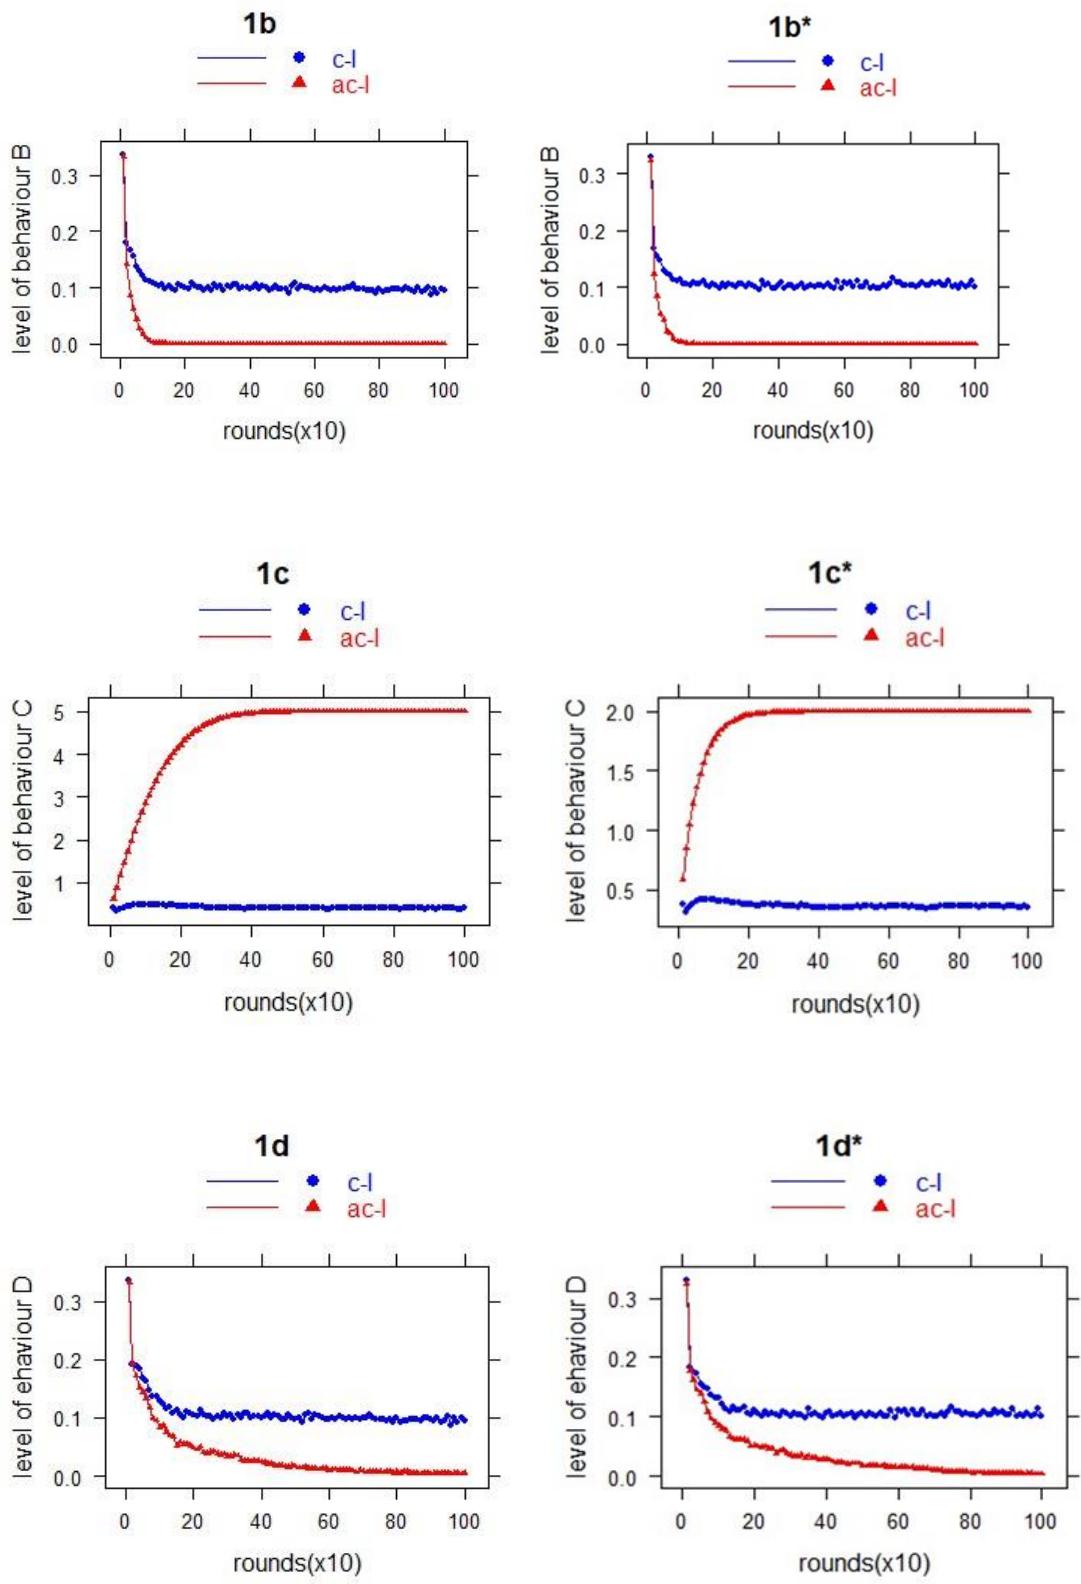 1b
c-l
ac-l
level of behaviour B
0.3
0.2
0.1
0.0
0 20 40 60 80 100
rounds(x10)
1b*
c-l
ac-l
level of behaviour B
0.3
0.2
0.1
0.0
0 20 40 60 80 100
rounds(x10)
1c
c-l
ac-l
level of behaviour C
5
4
3
2
1
0 20 40 60 80 100
rounds(x10)
1c*
c-l
ac-l
level of behaviour C
2.0
1.5
1.0
0.5
0 20 40 60 80 100
rounds(x10)
1d
c-l
ac-l
level of ehaviour D
0.3
0.2
0.1
0.0
0 20 40 60 80 100
rounds(x10)
1d*
c-l
ac-l
level of ehaviour D
0.3
0.2
0.1
0.0
0 20 40 60 80 100
rounds(x10)